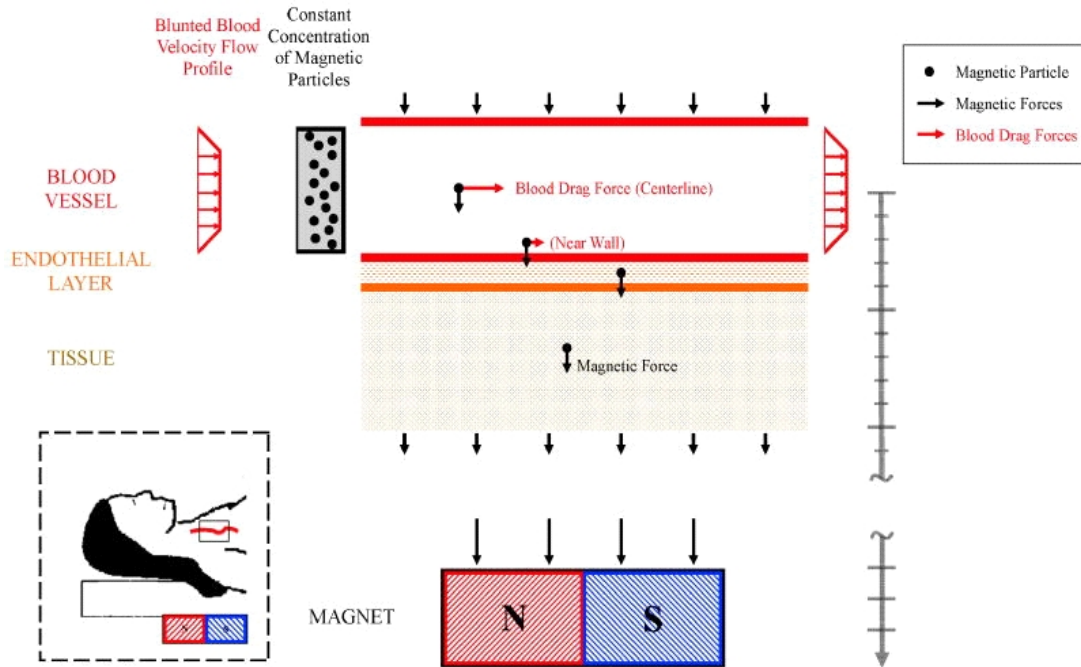 Blunted Blood
Velocity Flow
Profile
Constant
Concentration
of Magnetic
Particles
Magnetic Particle
Magnetic Forces
Blood Drag Forces
BLOOD
VESSEL
Blood Drag Force (Centerline)
(Near Wall)
ENDOTHELIAL
LAYER
TISSUE
Magnetic Force
MAGNET
N S
N S